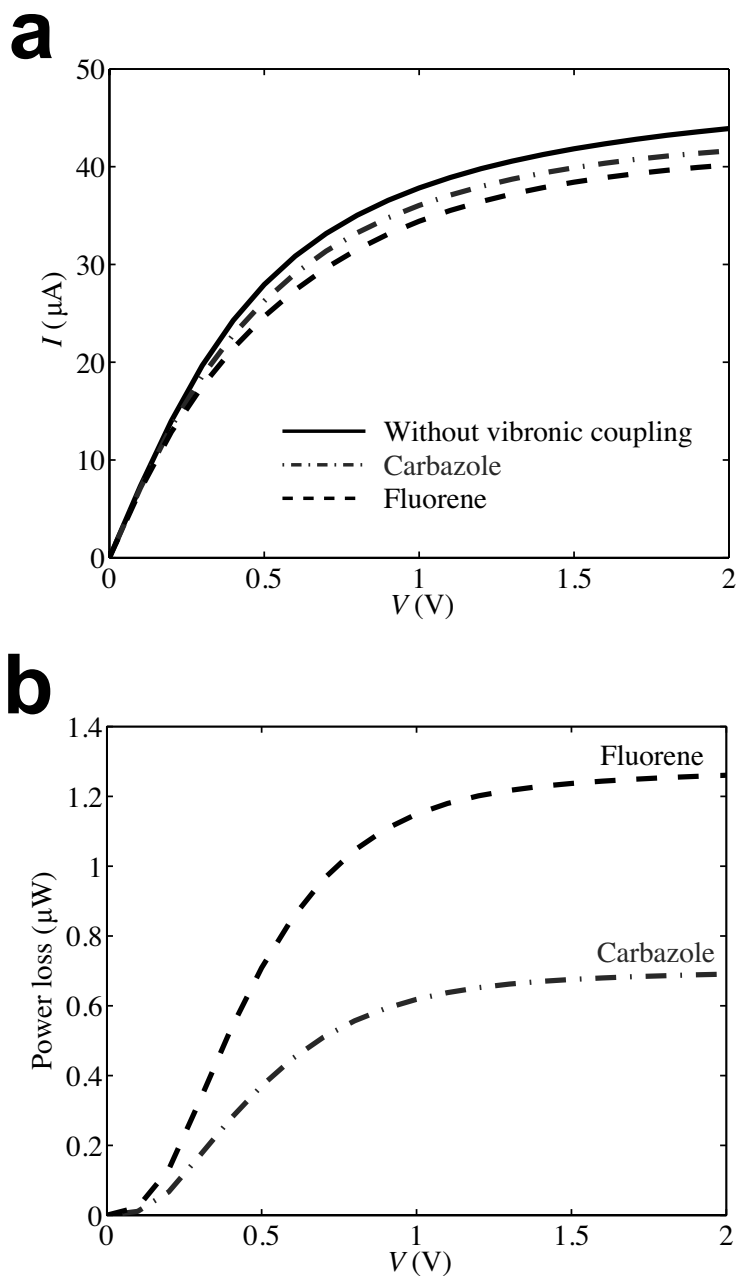 a
50
40
30
20
10
0
I (μA)
Without vibronic coupling
Carbazole
Fluorene
0 0.5 1 1.5 2
V (V)
b
1.4
1.2
1
0.8
0.6
0.4
0.2
0
Power loss (μW)
Fluorene
Carbazole
0 0.5 1 1.5 2
V (V)